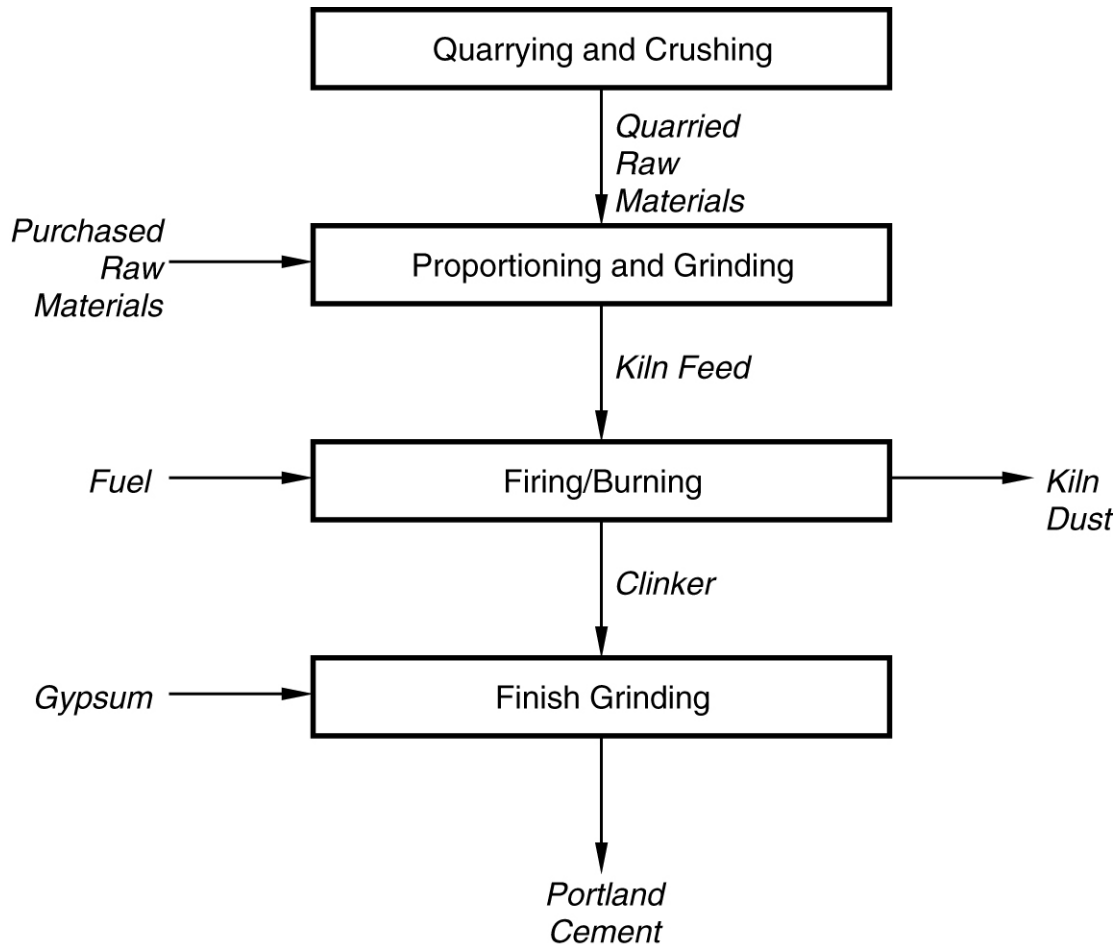 Quarrying and Crushing
Quarried
Raw
Materials
Purchased
Raw
Materials
Proportioning and Grinding
Kiln Feed
Fuel
Firing/Burning
Kiln
Dust
Clinker
Gypsum
Finish Grinding
Portland
Cement